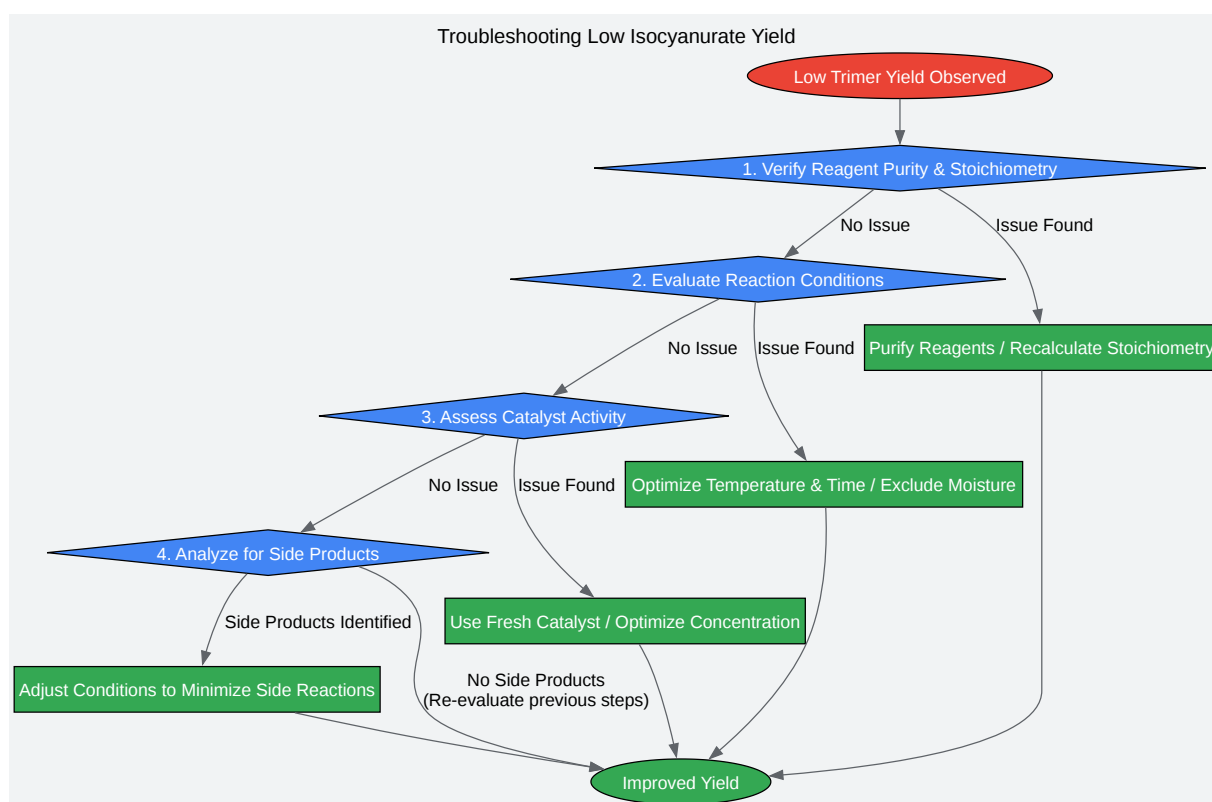 Troubleshooting Low Isocyanurate Yield
Low Trimer Yield Observed
1. Verify Reagent Purity & Stoichiometry
No Issue
Issue Found
2. Evaluate Reaction Conditions
No Issue
Issue Found
Purify Reagents / Recalculate Stoichiometry
3. Assess Catalyst Activity
No Issue
Issue Found
Optimize Temperature & Time / Exclude Moisture
4. Analyze for Side Products
Side Products Identified
Use Fresh Catalyst / Optimize Concentration
Adjust Conditions to Minimize Side Reactions
No Side Products
(Re-evaluate previous steps)
Improved Yield